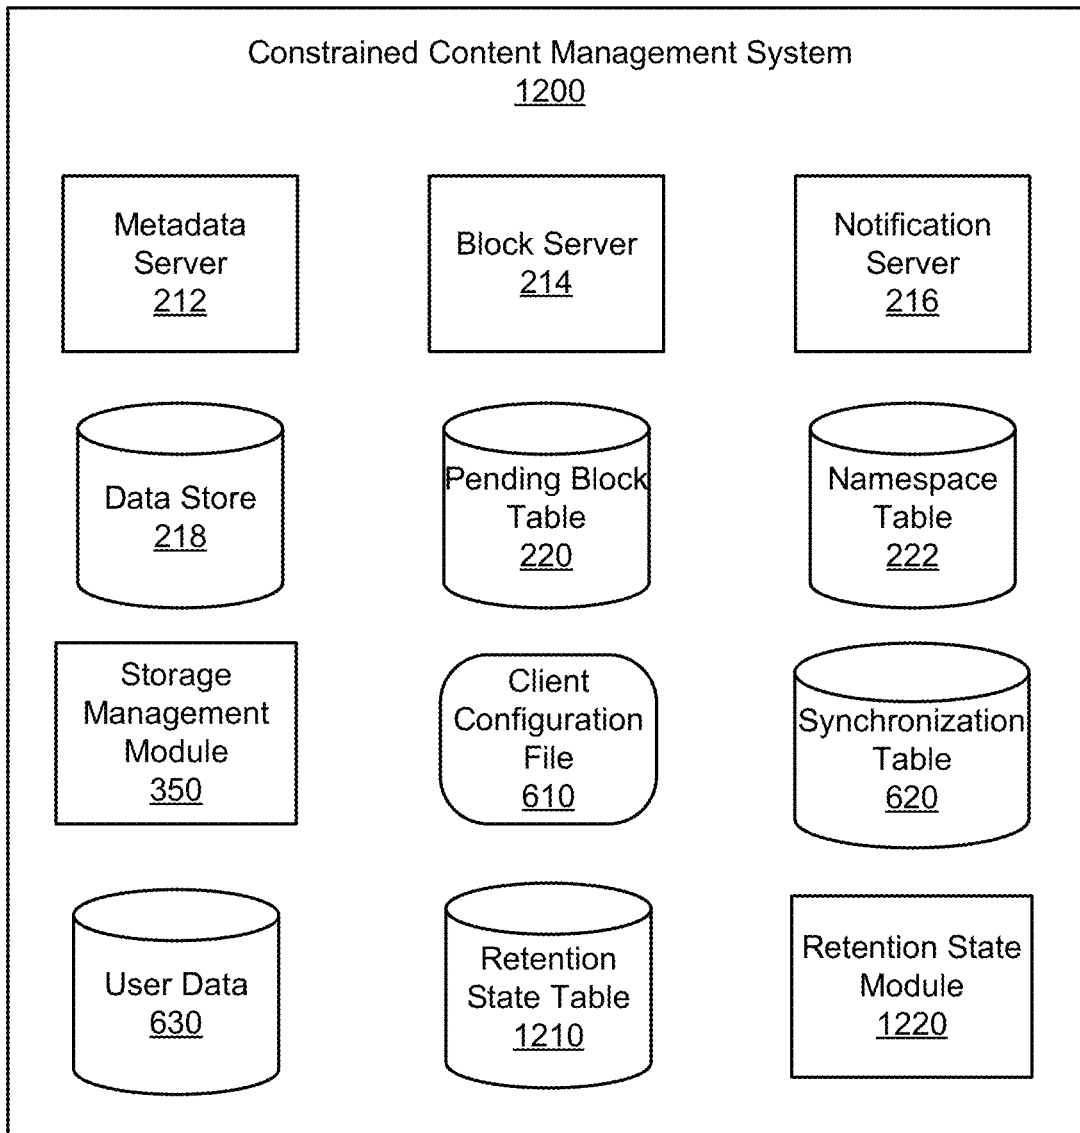 Constrained Content Management System
1200
Metadata
Server
212
Block Server
214
Notification
Server
216
Data Store
218
Pending Block
Table
220
Namespace
Table
222
Storage
Management
Module
350
Client
Configuration
File
610
Synchronization
Table
620
User Data
630
Retention
State Table
1210
Retention State
Module
1220